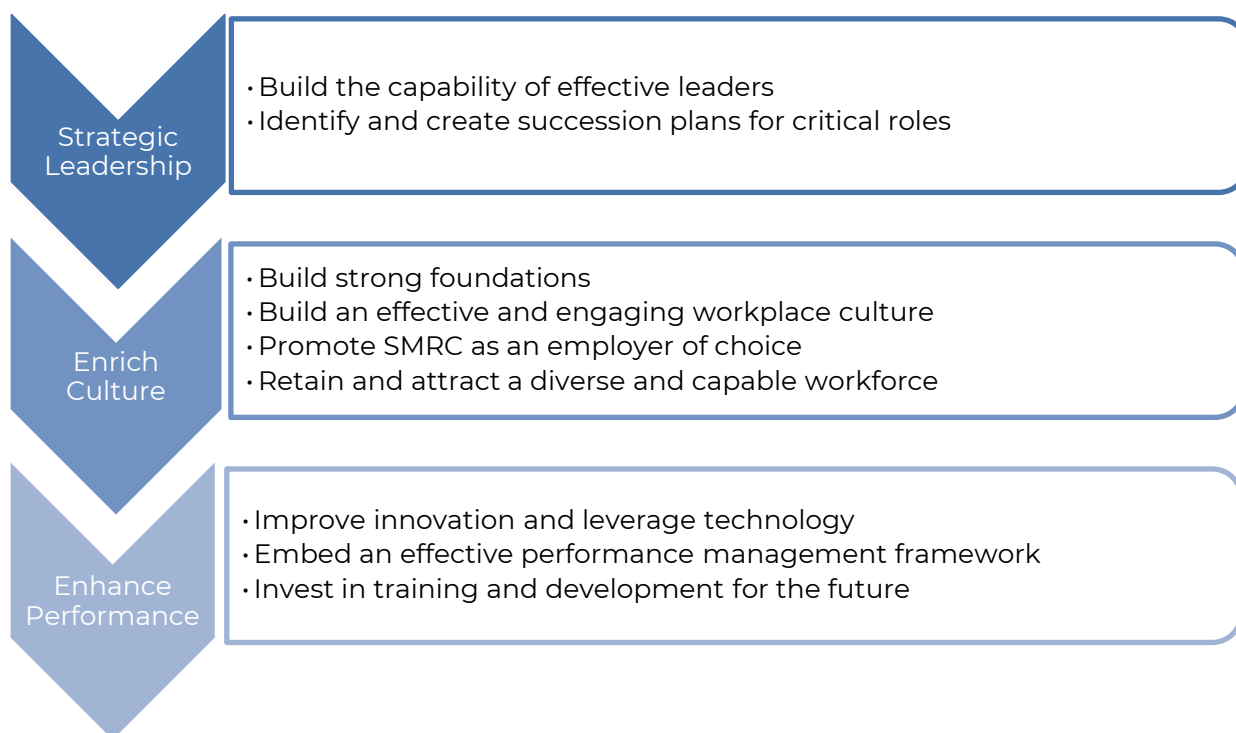 Strategic
Leadership
· Build the capability of effective leaders
· Identify and create succession plans for critical roles
Enrich
Culture
· Build strong foundations
· Build an effective and engaging workplace culture
· Promote SMRC as an employer of choice
· Retain and attract a diverse and capable workforce
Enhance
Performance
· Improve innovation and leverage technology
· Embed an effective performance management framework
· Invest in training and development for the future